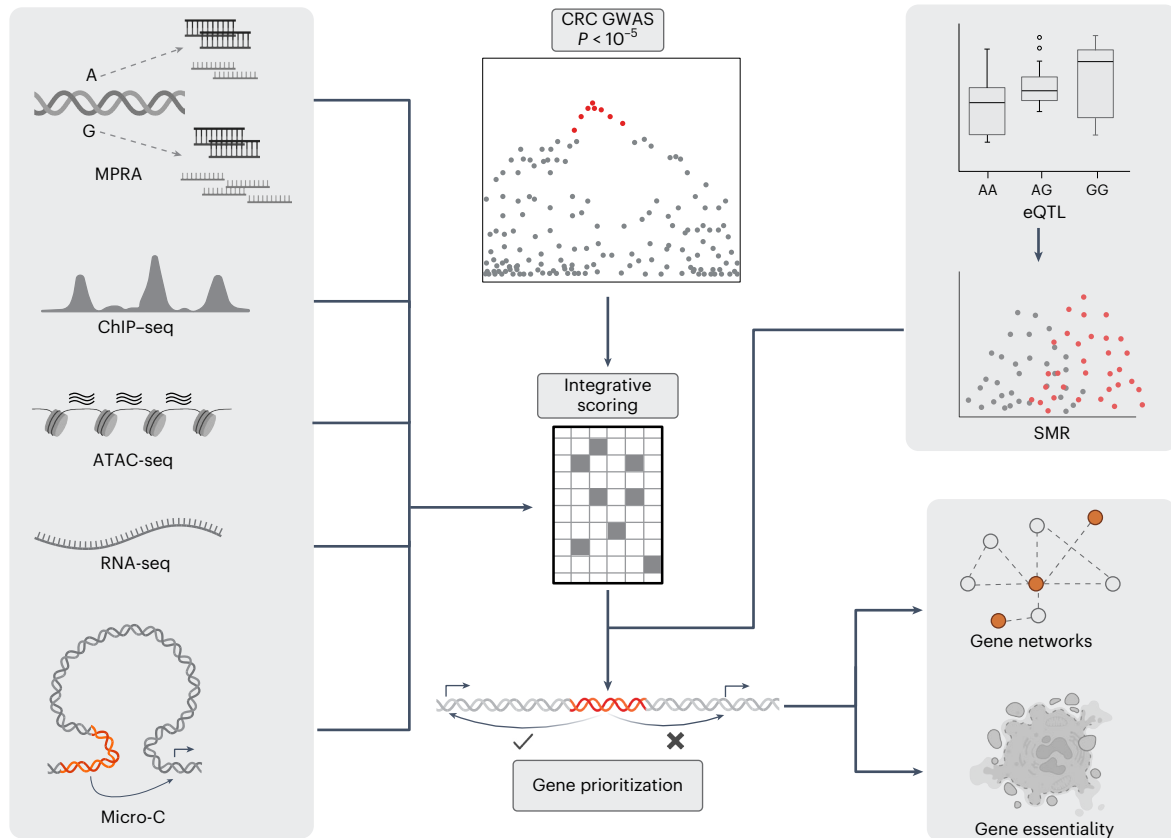 A
G
MPRA
ChIP–seq
ATAC-seq
RNA-seq
Micro-C
CRC GWAS
P < 10⁻⁵
Integrative
scoring
Gene prioritization
AA AG GG
eQTL
SMR
Gene networks
Gene essentiality